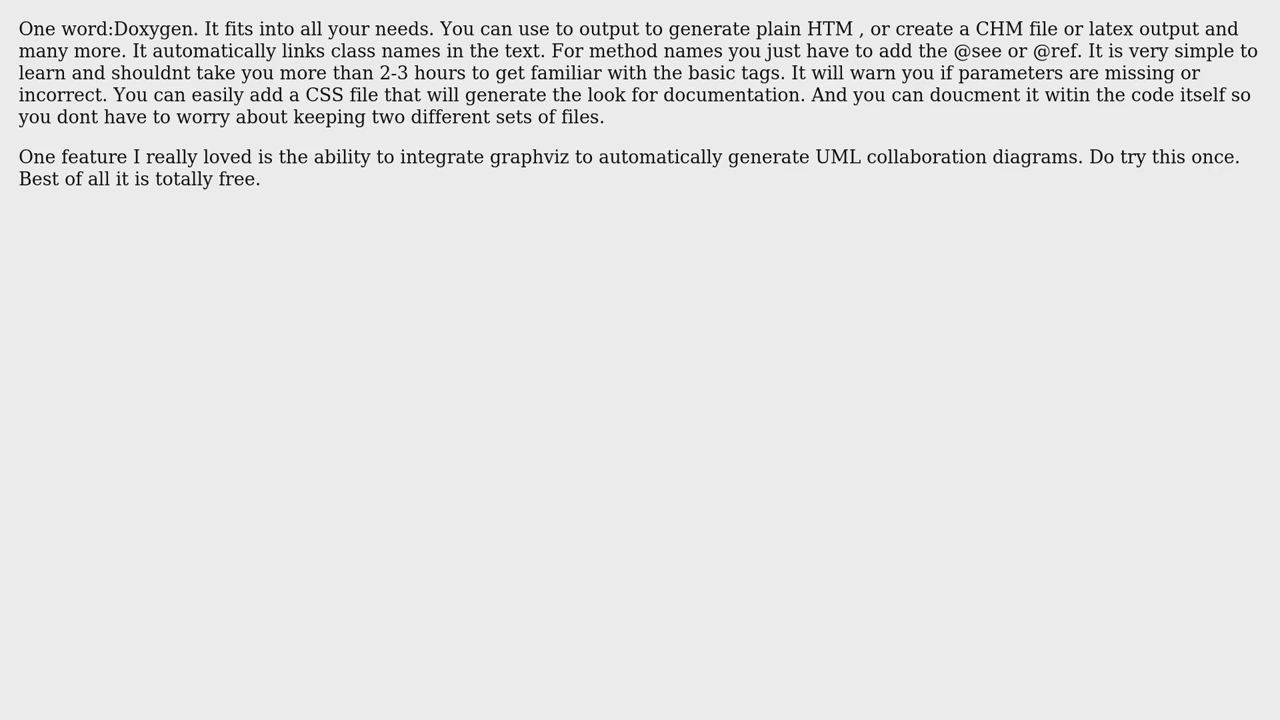 One word:Doxygen. It fits into all your needs. You can use to output to generate plain HTM , or create a CHM file or latex output and
many more. It automatically links class names in the text. For method names you just have to add the @see or @ref. It is very simple to
learn and shouldnt take you more than 2-3 hours to get familiar with the basic tags. It will warn you if parameters are missing or
incorrect. You can easily add a CSS file that will generate the look for documentation. And you can doucment it witin the code itself so
you dont have to worry about keeping two different sets of files.
One feature I really loved is the ability to integrate graphviz to automatically generate UML collaboration diagrams. Do try this once.
Best of all it is totally free.